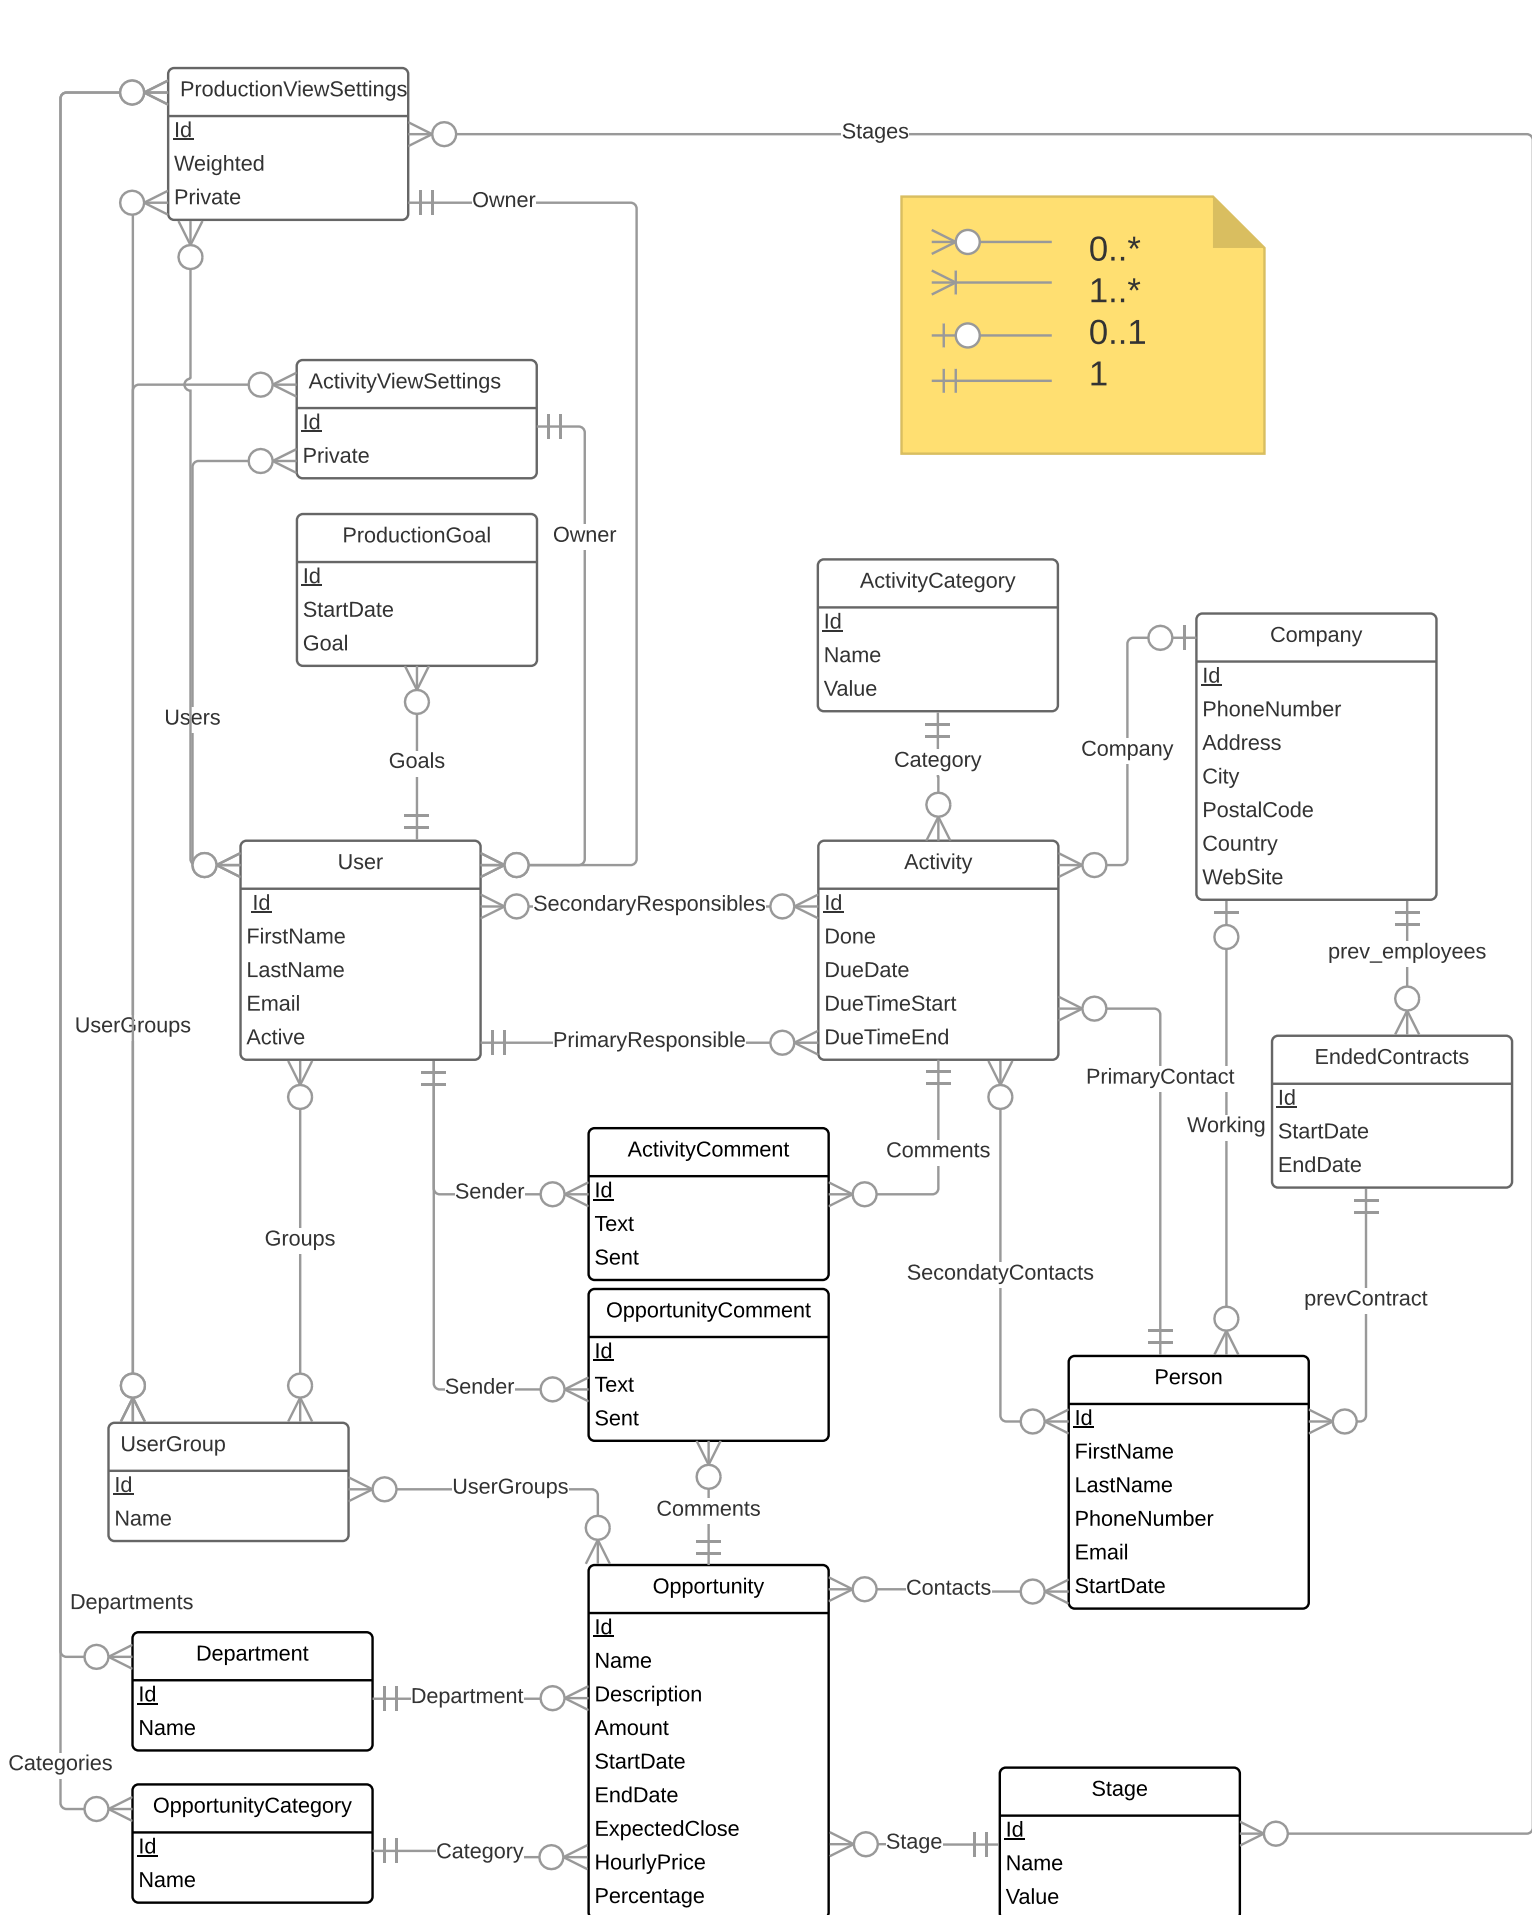 ProductionViewSettings
Id
Weighted
Private
Stages
Owner
0..*
1..*
0..1
1
ActivityViewSettings
Id
Private
Owner
ProductionGoal
Id
StartDate
Goal
Users
Goals
ActivityCategory
Id
Name
Value
Category
Company
Company
Id
PhoneNumber
Address
City
PostalCode
Country
WebSite
User
Id
FirstName
LastName
Email
Active
SecondaryResponsibles
PrimaryResponsible
Activity
Id
Done
DueDate
DueTimeStart
DueTimeEnd
prev_employees
EndedContracts
Id
StartDate
EndDate
UserGroups
PrimaryContact
Working
ActivityComment
Id
Text
Sent
Sender
Comments
Groups
SecondatyContacts
prevContract
OpportunityComment
Id
Text
Sent
Sender
Person
Id
FirstName
LastName
PhoneNumber
Email
StartDate
UserGroup
Id
Name
UserGroups
Comments
Contacts
Opportunity
Id
Name
Description
Amount
StartDate
EndDate
ExpectedClose
HourlyPrice
Percentage
Departments
Department
Id
Name
Department
Categories
OpportunityCategory
Id
Name
Category
Stage
Stage
Id
Name
Value